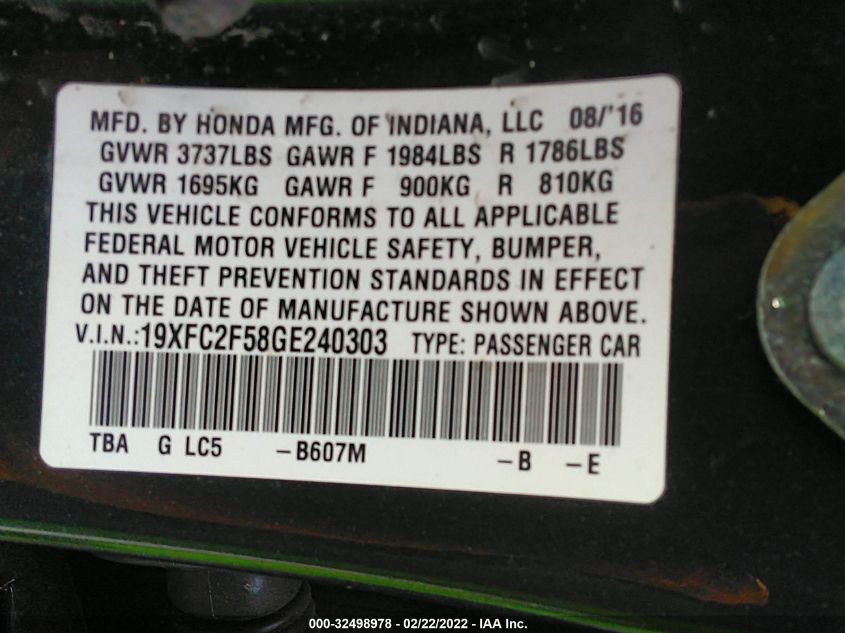 MFD. BY HONDA MFG. OF INDIANA, LLC 08/'16
GVWR 3737LBS GAWR F 1984LBS R 1786LBS
GVWR 1695KG GAWR F 900KG R 810KG
THIS VEHICLE CONFORMS TO ALL APPLICABLE
FEDERAL MOTOR VEHICLE SAFETY, BUMPER,
AND THEFT PREVENTION STANDARDS IN EFFECT
ON THE DATE OF MANUFACTURE SHOWN ABOVE.
V.I.N.:19XFC2F58GE240303 TYPE: PASSENGER CAR
TBA G LC5 -B607M -B -E
000-32498978 - 02/22/2022 - IAA Inc.